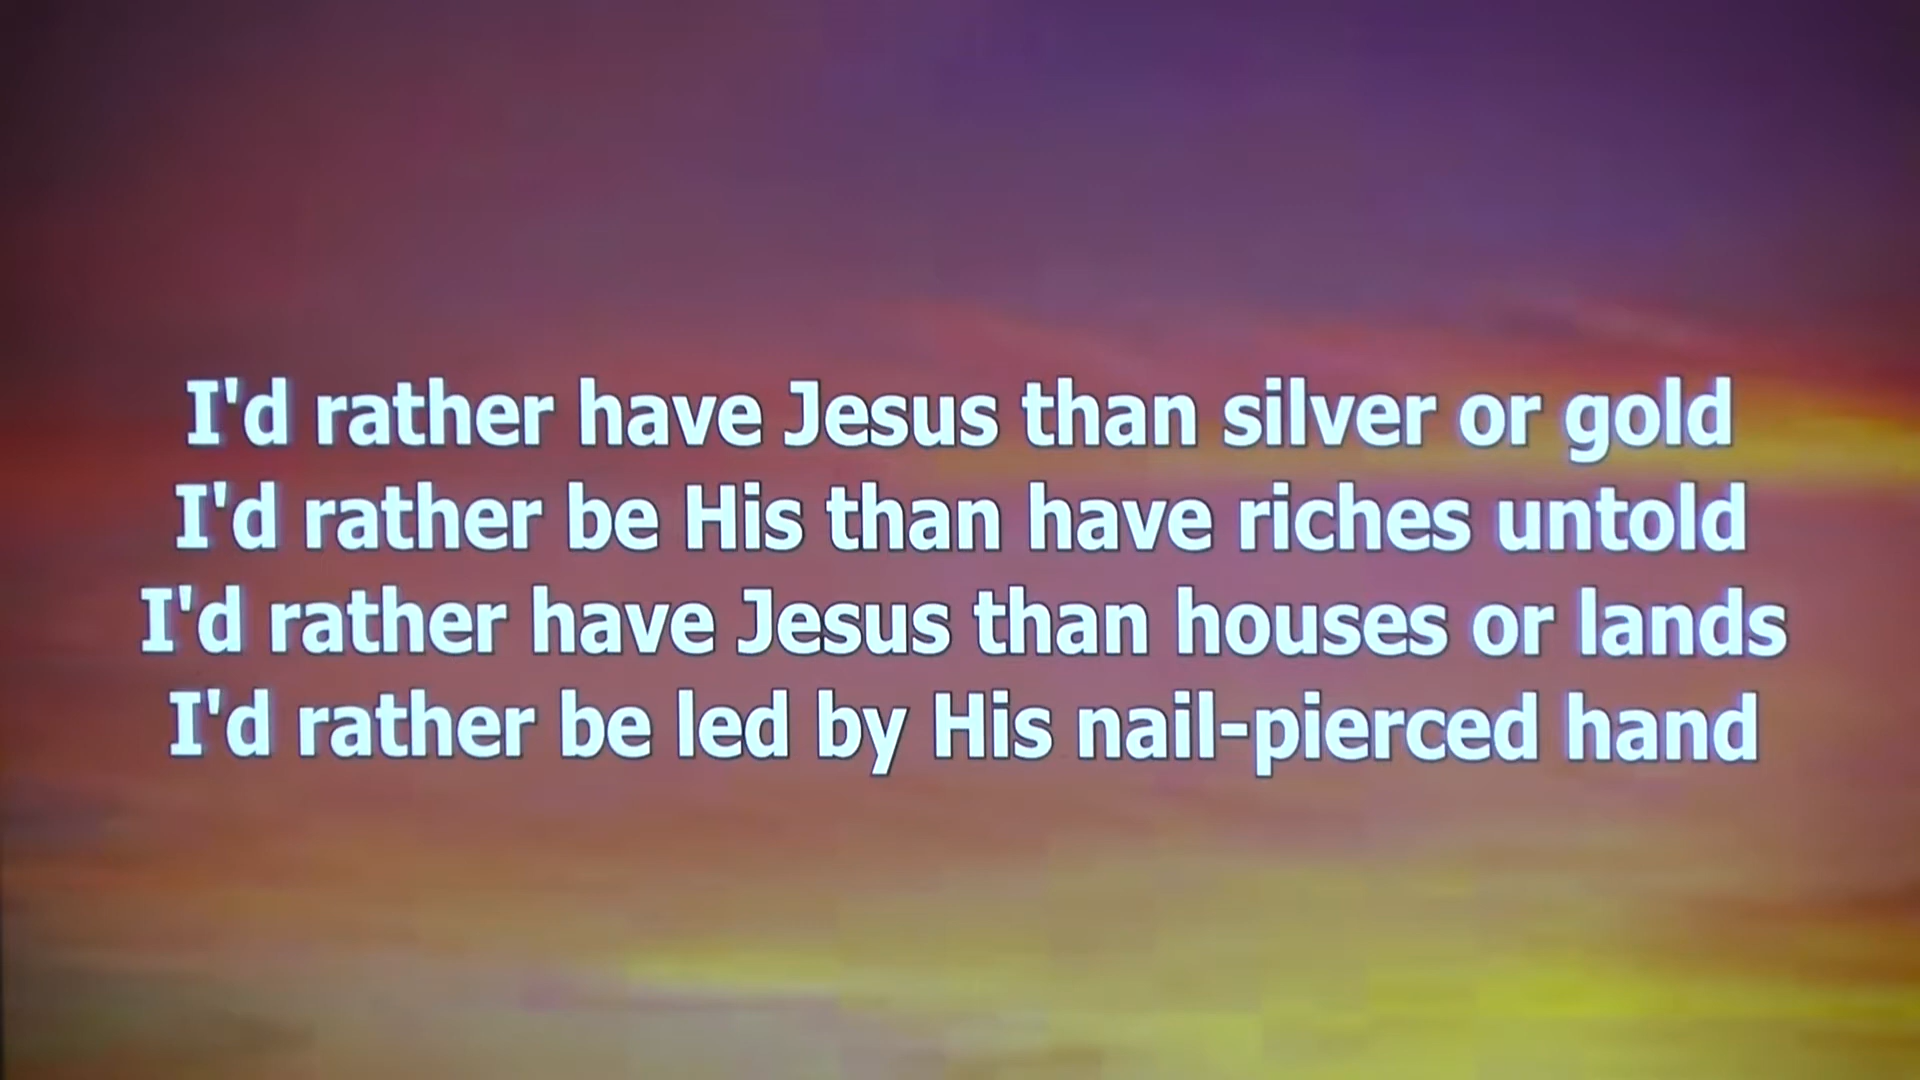 I'd rather have Jesus than silver or gold
I'd rather be His than have riches untold
I'd rather have Jesus than houses or lands
I'd rather be led by His nail-pierced hand